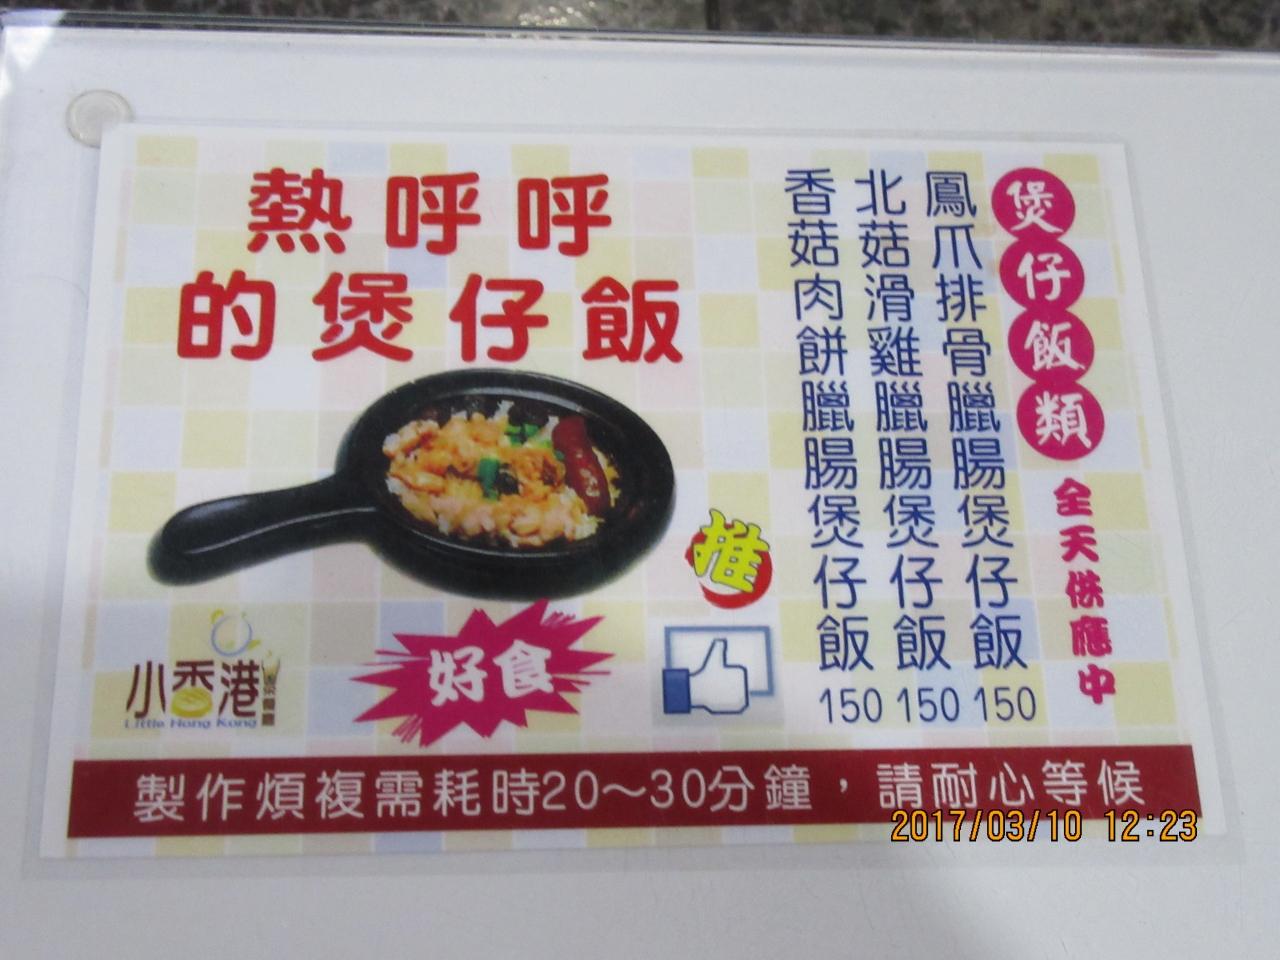 熱呼呼
的煲仔飯
煲仔飯類
全天供應中
鳳爪排骨臘腸煲仔飯 150
北菇滑雞臘腸煲仔飯 150
香菇肉餅臘腸煲仔飯 150
推
好食
小香港
Little Hong Kong
製作煩複需耗時20～30分鐘，請耐心等候
2017/03/10 12:23